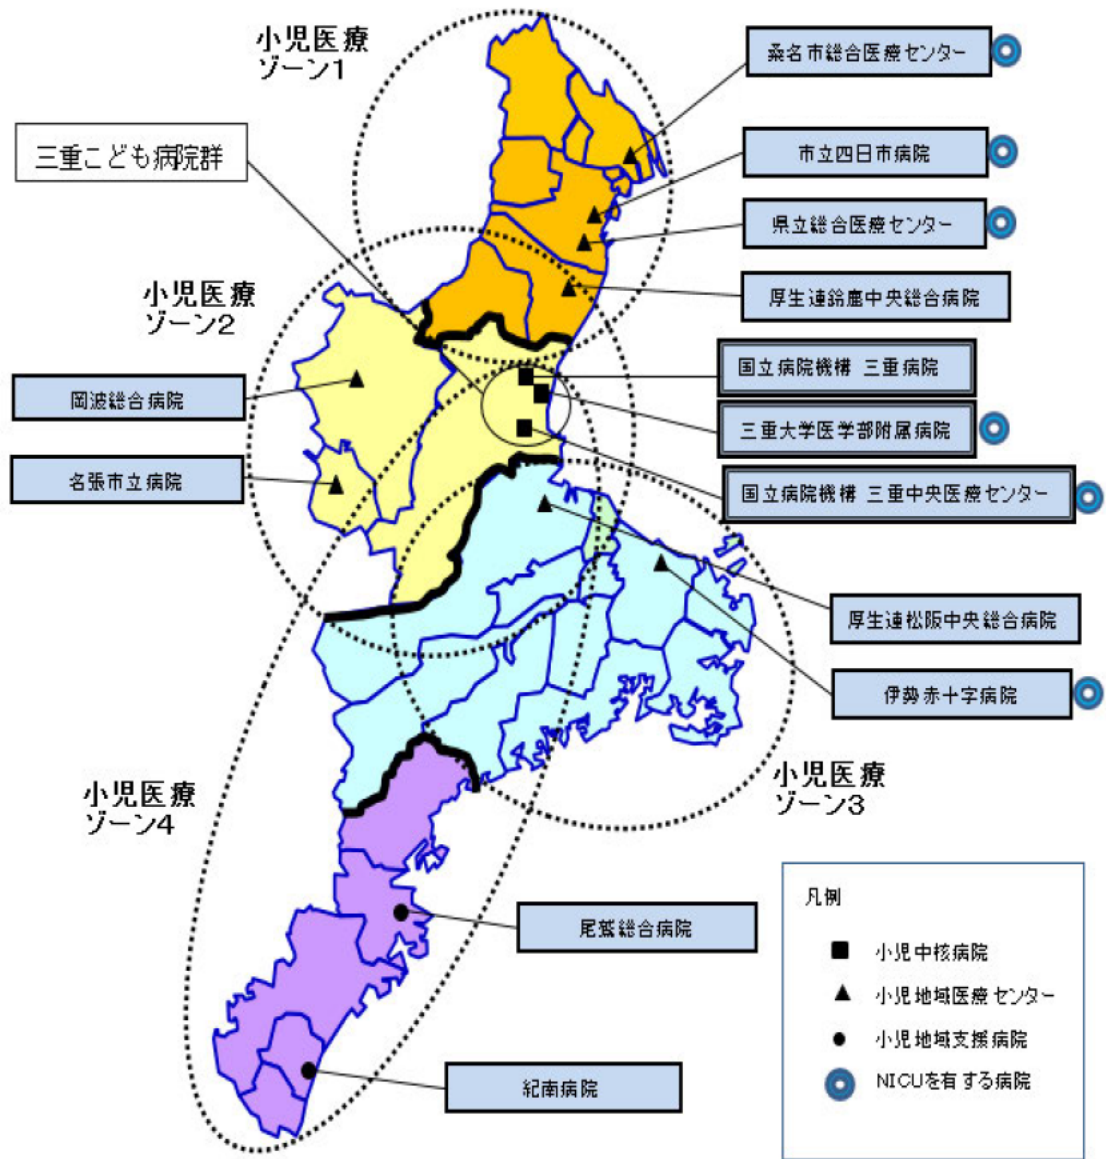 小児医療
ゾーン1
桑名市総合医療センター
三重こども病院群
市立四日市病院
県立総合医療センター
小児医療
ゾーン2
厚生連鈴鹿中央総合病院
国立病院機構 三重病院
岡波総合病院
三重大学医学部附属病院
名張市立病院
国立病院機構 三重中央医療センター
厚生連松阪中央総合病院
伊勢赤十字病院
小児医療
ゾーン3
小児医療
ゾーン4
尾鷲総合病院
紀南病院
凡例
小児中核病院
小児地域医療センター
小児地域支援病院
NICUを有する病院